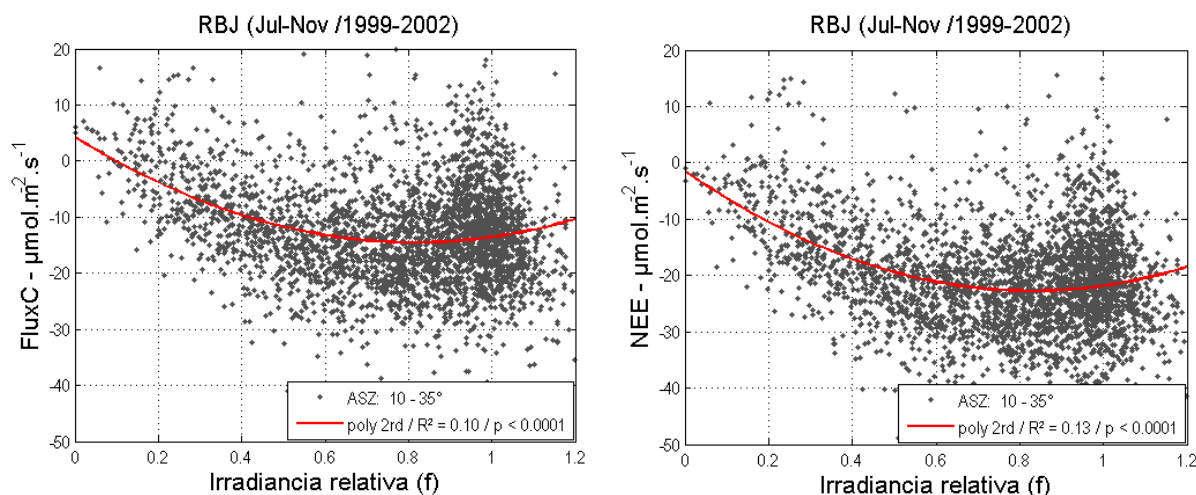 RBJ (Jul-Nov /1999-2002)
20
10
0
-10
-20
-30
-40
-50
FluxC - µmol.m².s⁻¹
ASZ: 10 - 35°
poly 2rd / R² = 0.10 / p < 0.0001
0 0.2 0.4 0.6 0.8 1 1.2
Irradiancia relativa (f)
RBJ (Jul-Nov /1999-2002)
20
10
0
-10
-20
-30
-40
-50
NEE - µmol.m².s⁻¹
ASZ: 10 - 35°
poly 2rd / R² = 0.13 / p < 0.0001
0 0.2 0.4 0.6 0.8 1 1.2
Irradiancia relativa (f)